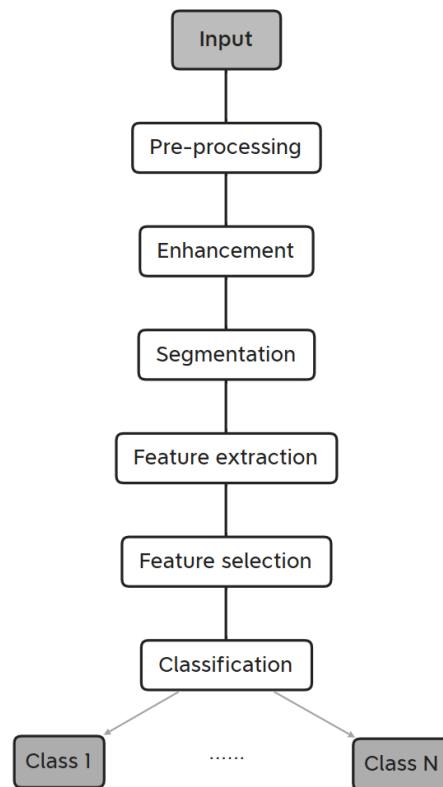 Input
Pre-processing
Enhancement
Segmentation
Feature extraction
Feature selection
Classification
Class 1
......
Class N